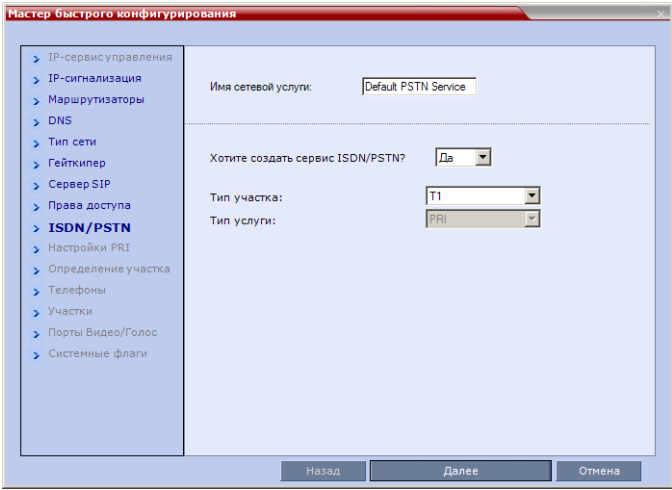 Мастер быстрого конфигурирования
IP-сервис управления
IP-сигнализация
Маршрутизаторы
DNS
Тип сети
Гейткипер
Сервер SIP
Права доступа
ISDN/PSTN
Настройки PRI
Определение участка
Телефоны
Участки
Порты Видео/Голос
Системные флаги
Имя сетевой услуги: Default PSTN Service
Хотите создать сервис ISDN/PSTN? Да
Тип участка: T1
Тип услуги: PRI
Назад Далее Отмена